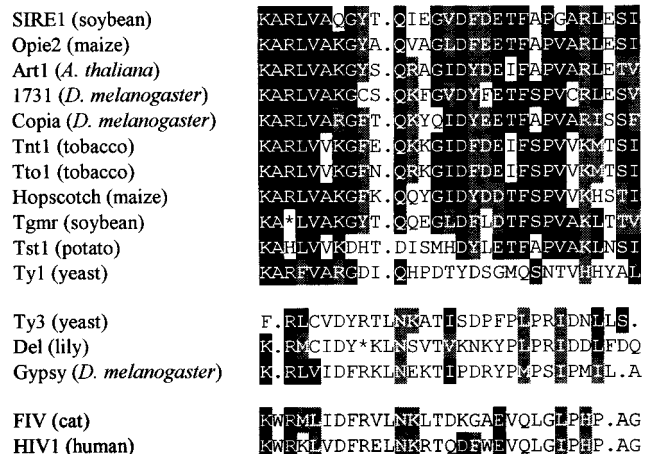 SIRE1 (soybean) KARLVAQGYT.QIEGVDFDETFAPGARLESI
Opie2 (maize) KARLVAKGYA.QVAGLDFEETFAPVARLESI
Art1 (A. thaliana) KARLVAKGYS.QRAGIDYDEIFAPVARLETV
1731 (D. melanogaster) KARLVAKGCS.QKFGVDYFETFSPVCRLESV
Copia (D. melanogaster) KARLVARGFT.QKYQIDYEETFAPVARISSF
Tnt1 (tobacco) KARLVVKGFE.QKKGIDFDEIFSPVVKMTSI
Tto1 (tobacco) KARLVVKGFN.QRKGIDFDEIFSPVVKMTSI
Hopscotch (maize) KARLVAKGFK.QQYGIDYDDTFSPVVKHSTI
Tgmr (soybean) KA*LVAKGYT.QQEGLDFLDTFSPVAKLTTV
Tst1 (potato) KAHLVVKDHT.DISMHDYLETFAPVAKLNSI
Ty1 (yeast) KARFVARGDI.QHPDTYDSGMQSNTVHHYAL
Ty3 (yeast) F.RLCVDYRTLNKATISDPFPLPRIDNLLS.
Del (lily) K.RMCIDY*KLNSVTVKNKYPLPRIDDLFDQ
Gypsy (D. melanogaster) K.RLVIDFRKLNEKTIPDRYPMPSIPMIL.A
FIV (cat) KWRMLIDFRVLNKLTDKGAEVQLGLPHP.AG
HIV1 (human) KWRKLVDFRELNKRTQDFWEVQLGIPHP.AG